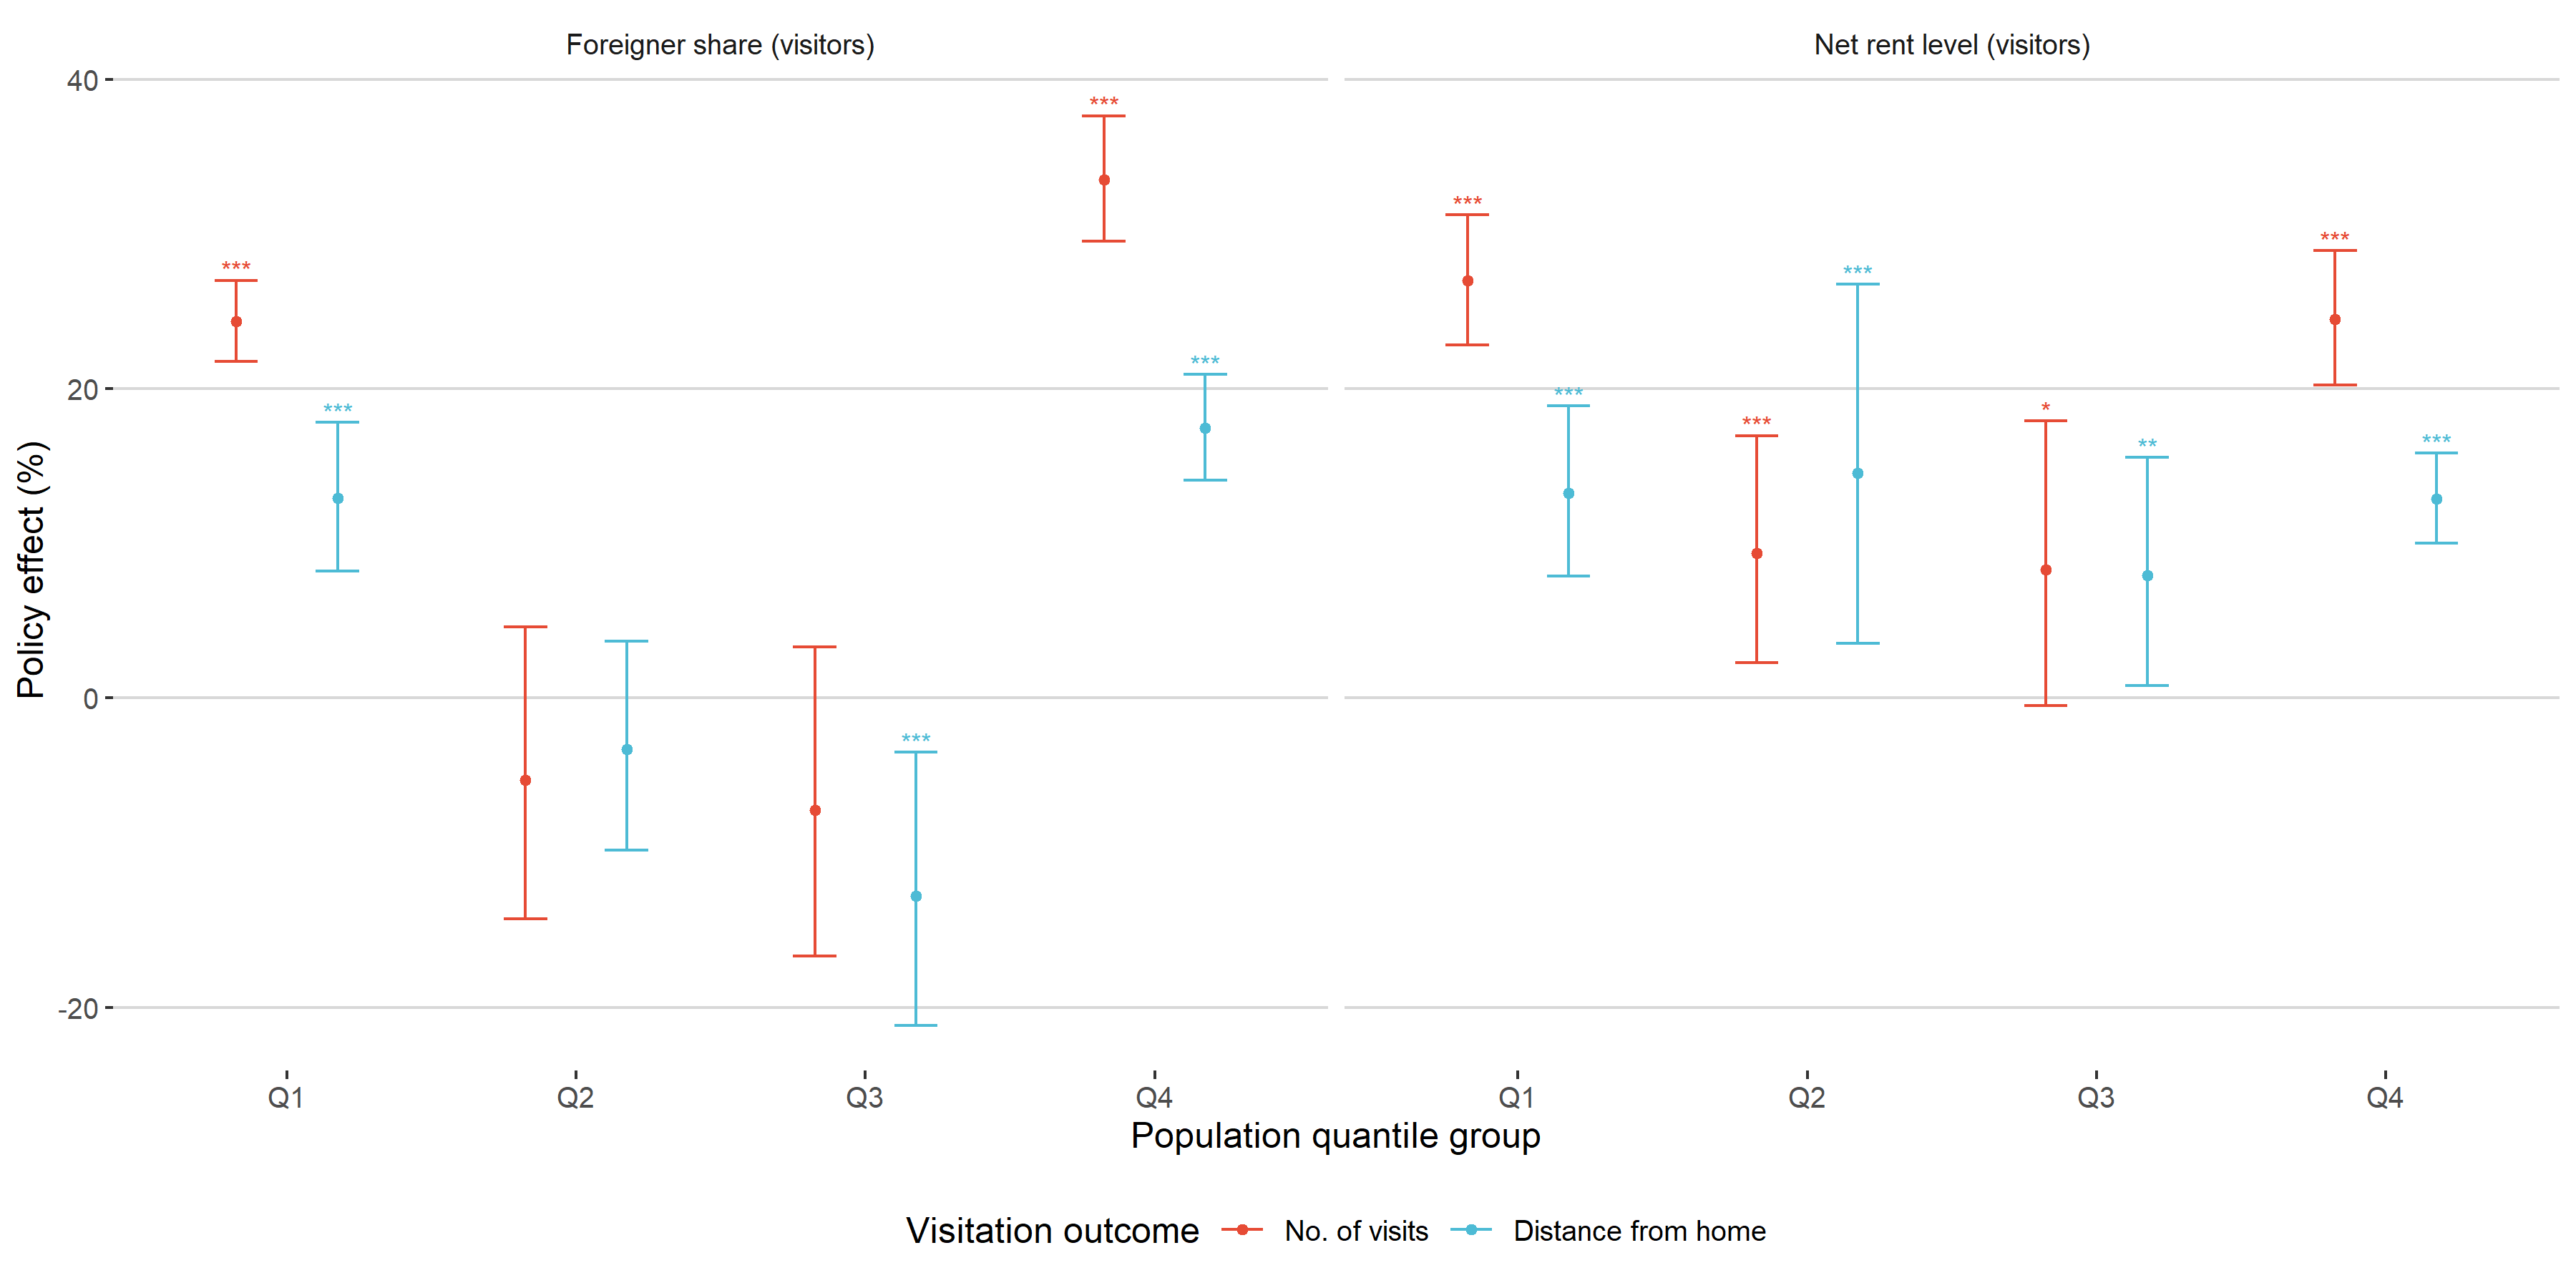 Foreigner share (visitors)
Net rent level (visitors)
40
20
0
-20
Policy effect (%)
***
***
***
***
***
***
***
***
***
*
**
***
***
Q1
Q2
Q3
Q4
Q1
Q2
Q3
Q4
Population quantile group
Visitation outcome
No. of visits
Distance from home